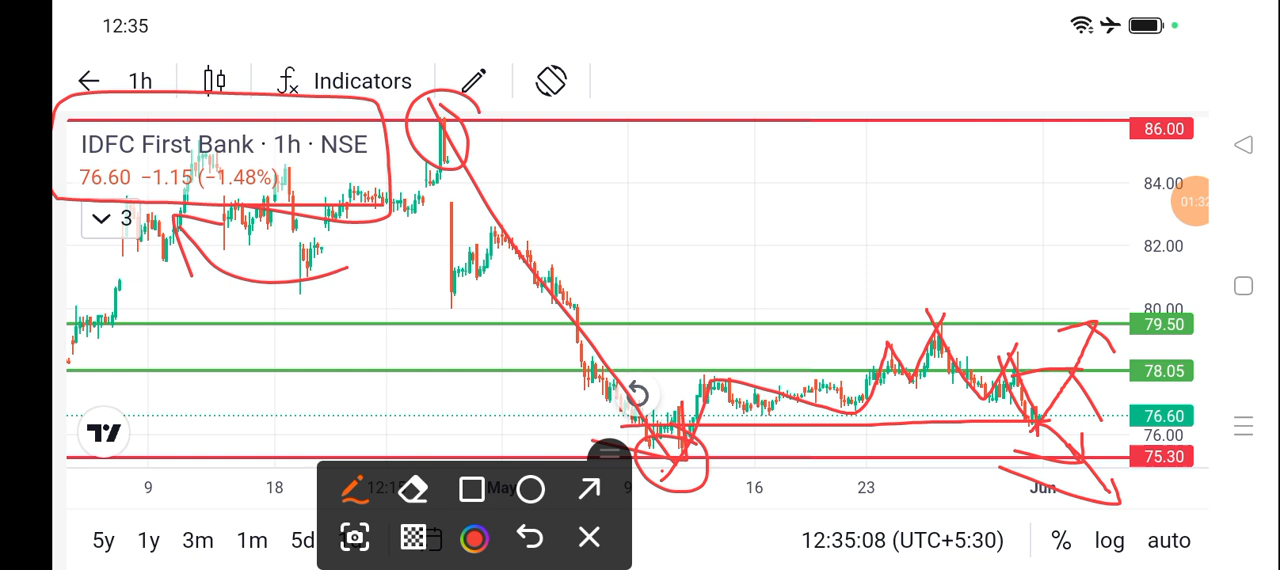 12:35
1h
Indicators
86.00
IDFC First Bank · 1h · NSE
84.00
76.60 −1.15 (−1.48%)
01:32
3
82.00
80.00
79.50
78.05
76.60
76.00
75.30
9 18 May 9 16 23 Jun
5y 1y 3m 1m 5d
12:35:08 (UTC+5:30) % log auto